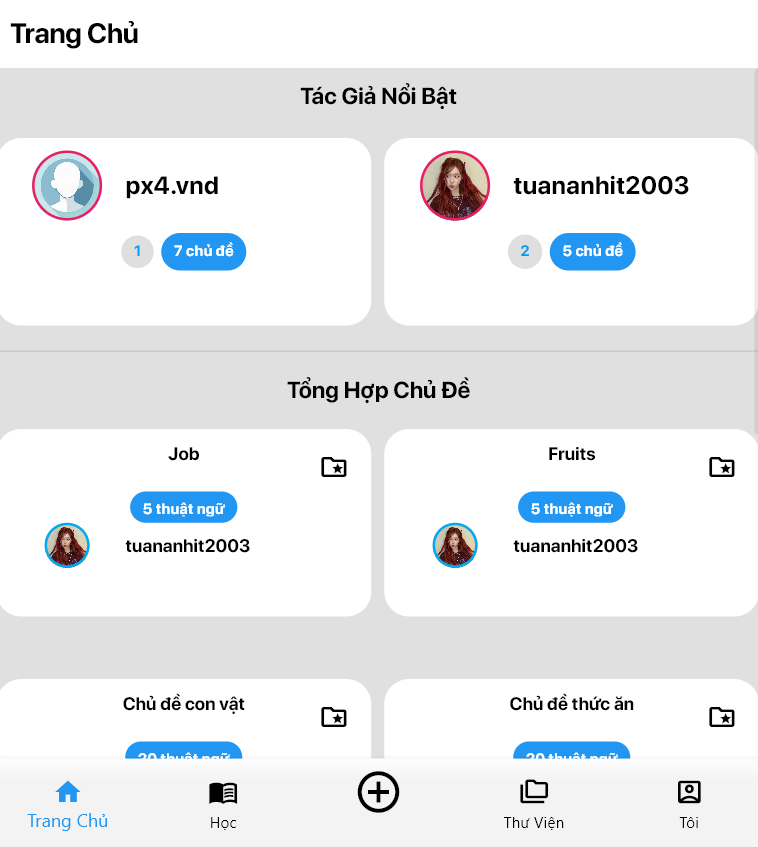 Trang Chủ
Tác Giả Nổi Bật
px4.vnd
1 7 chủ đề
tuananhit2003
2 5 chủ đề
Tổng Hợp Chủ Đề
Job
5 thuật ngữ
tuananhit2003
Fruits
5 thuật ngữ
tuananhit2003
Chủ đề con vật
20 thuật ngữ
Chủ đề thức ăn
20 thuật ngữ
Trang Chủ
Học
Thư Viện
Tôi